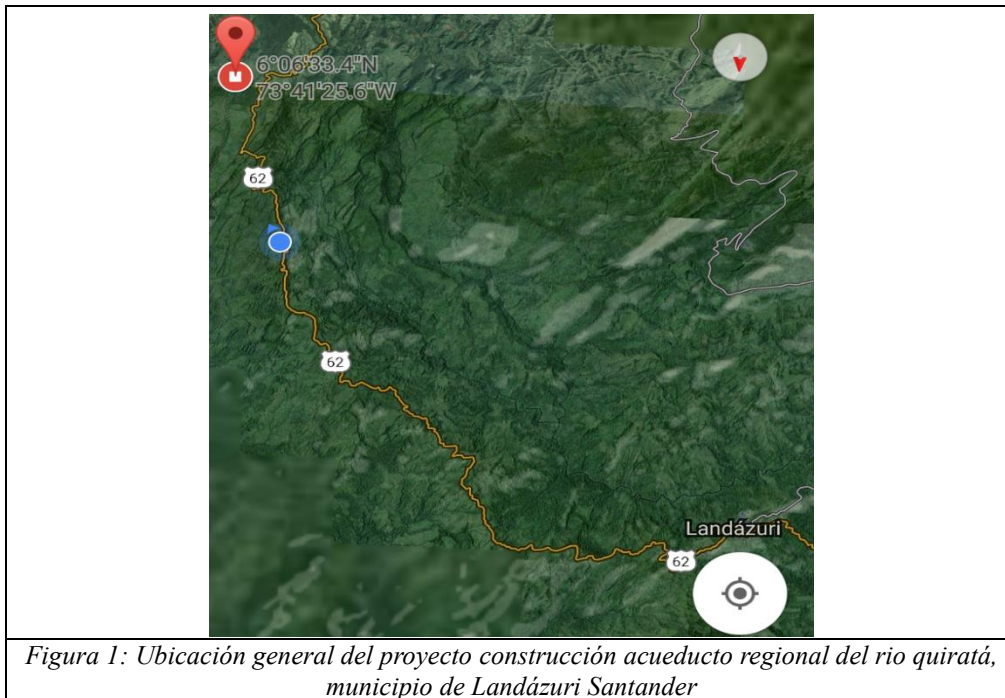 6°06'33.4"N
73°41'25.6"W
62
62
Landázuri
62
Figura 1: Ubicación general del proyecto construcción acueducto regional del rio quiratá,
municipio de Landázuri Santander